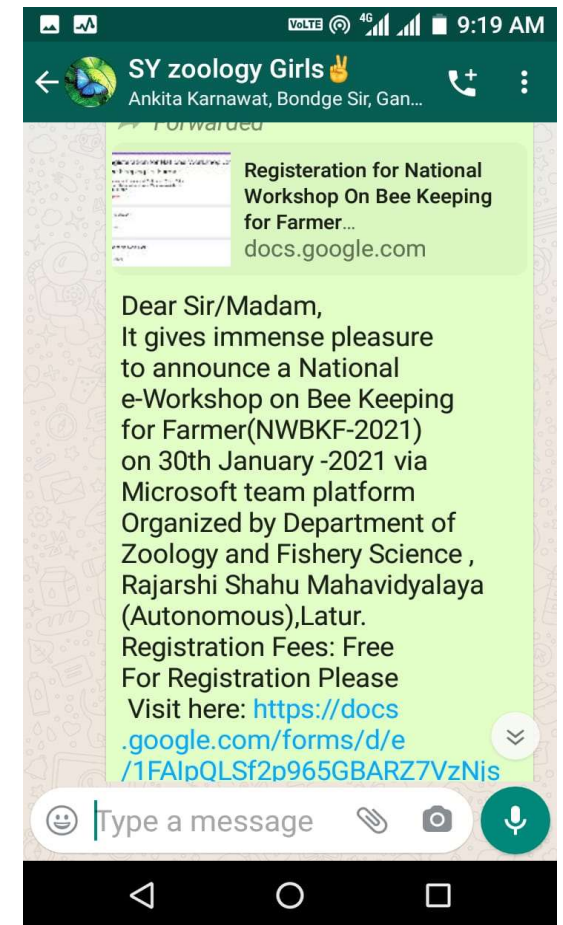 VoLTE 4G 9:19 AM
SY zoology Girls✌
Ankita Karnawat, Bondge Sir, Gan...
Forwarded
Registeration for National
Workshop On Bee Keeping
for Farmer...
docs.google.com
Dear Sir/Madam,
It gives immense pleasure
to announce a National
e-Workshop on Bee Keeping
for Farmer(NWBKF-2021)
on 30th January -2021 via
Microsoft team platform
Organized by Department of
Zoology and Fishery Science ,
Rajarshi Shahu Mahavidyalaya
(Autonomous),Latur.
Registration Fees: Free
For Registration Please
Visit here: https://docs
.google.com/forms/d/e
/1FAIpQLSf2p965GBARZ7VzNjs
Type a message